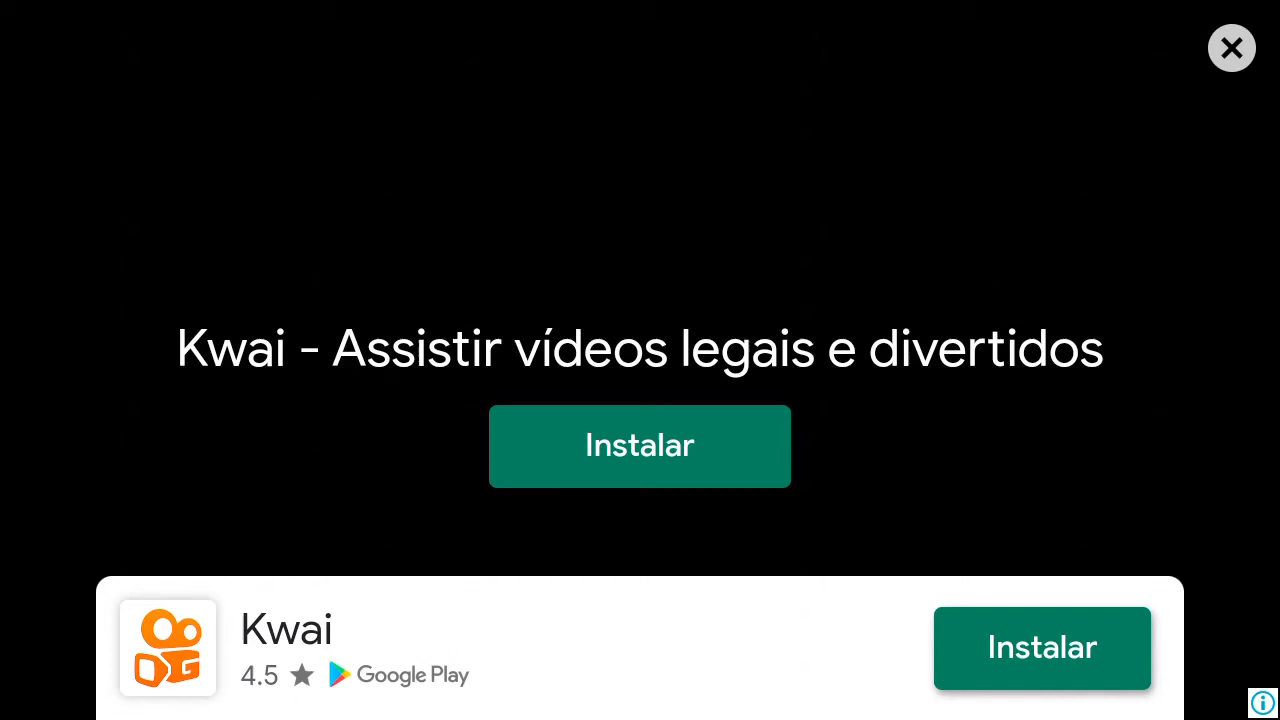 Kwai - Assistir vídeos legais e divertidos
Instalar
Kwai
4.5 ★ Google Play
Instalar